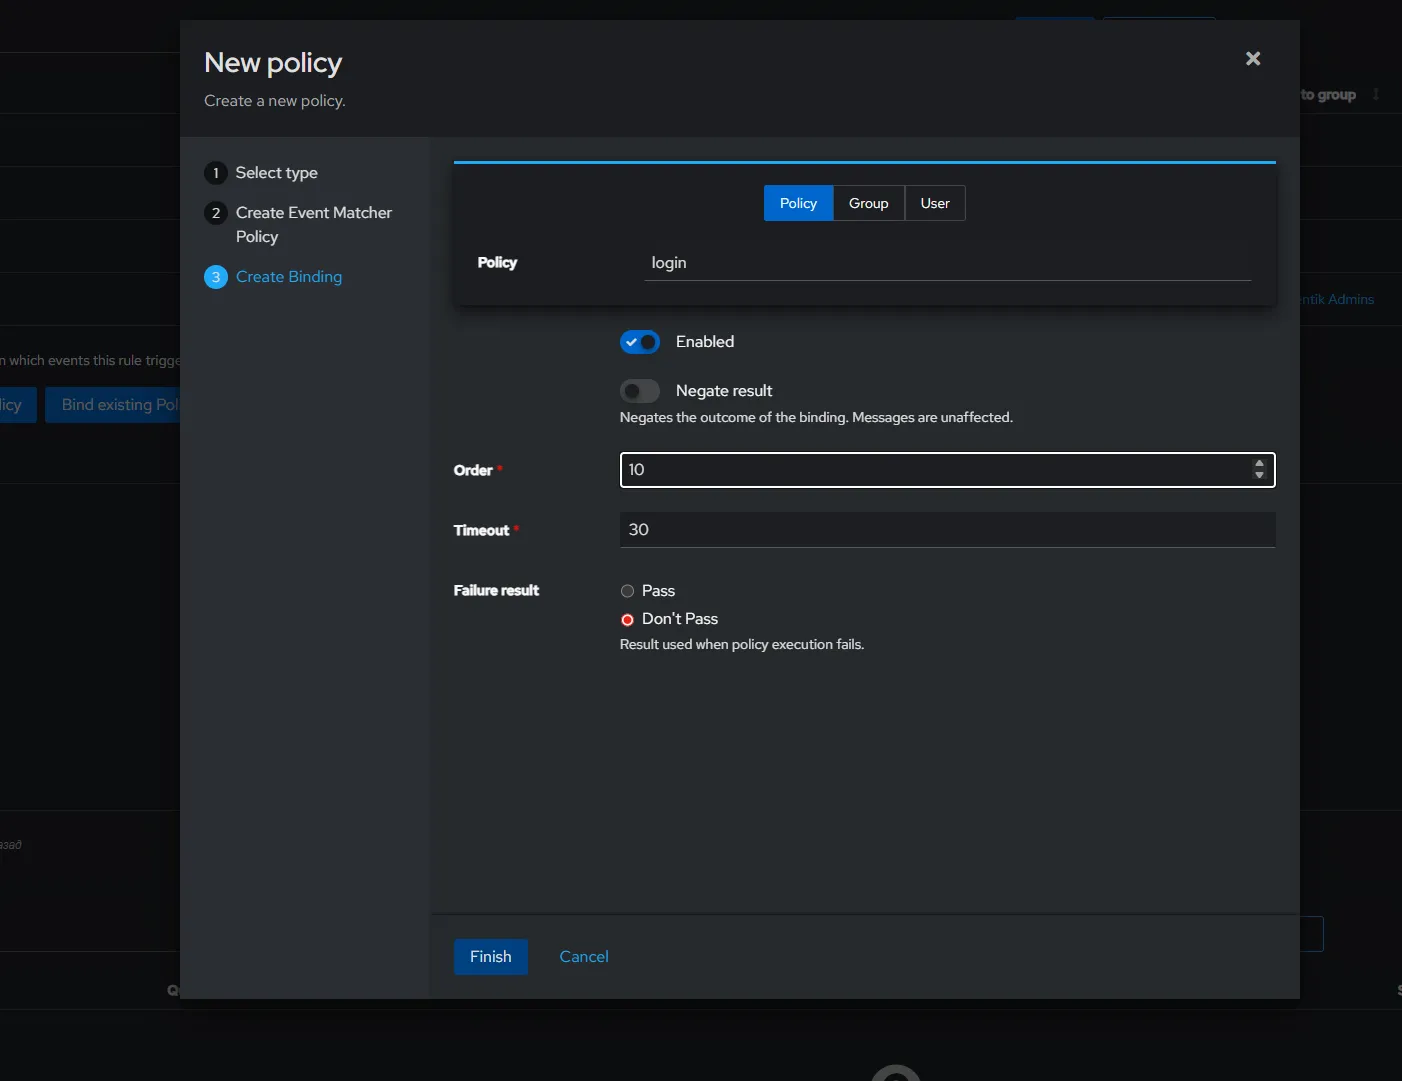 New policy
Create a new policy.
to group
1 Select type
2 Create Event Matcher
Policy
3 Create Binding
Policy Group User
Policy login
Enabled
Negate result
Negates the outcome of the binding. Messages are unaffected.
Order * 10
Timeout * 30
Failure result Pass
Don't Pass
Result used when policy execution fails.
Finish Cancel
ntik Admins
n which events this rule trigge
licy Bind existing Pol